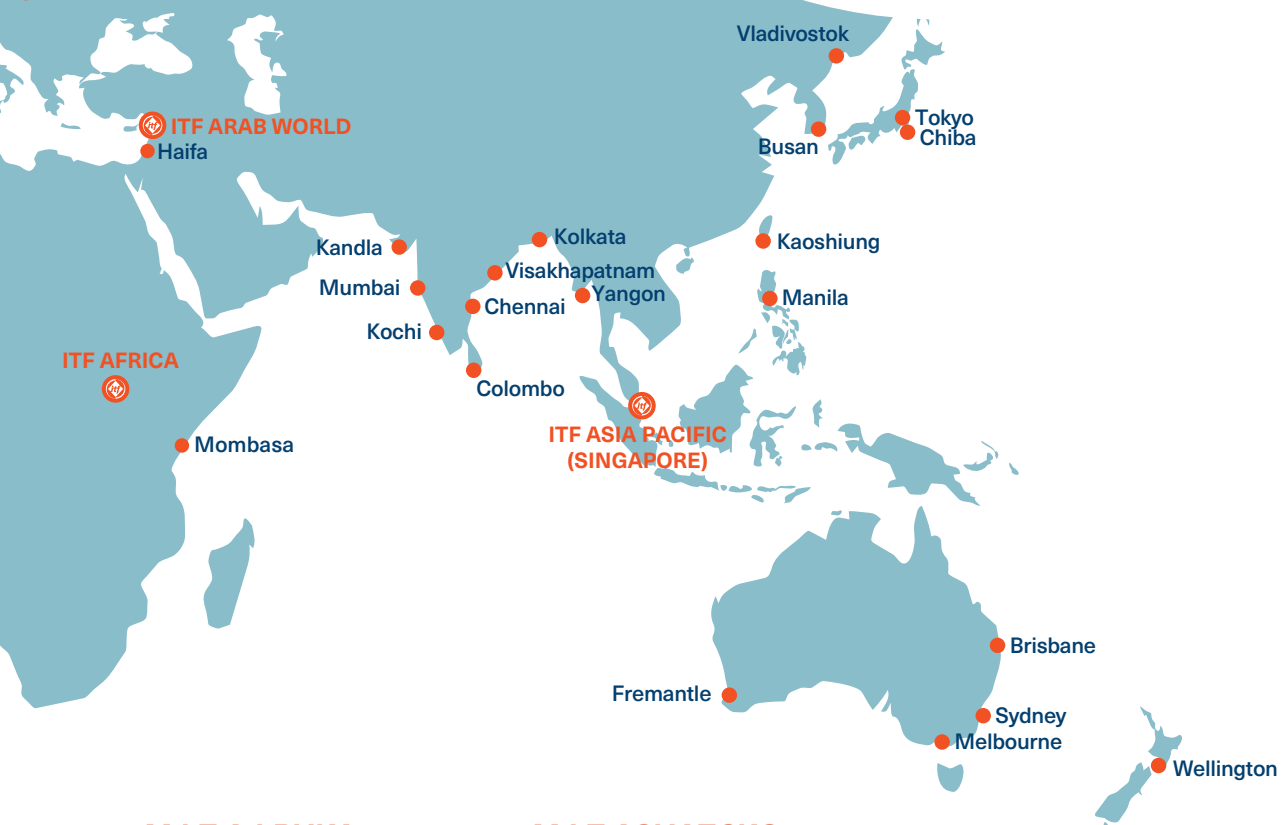 Vladivostok
Tokyo
Chiba
Busan
ITF ARAB WORLD
Haifa
Kandla
Kolkata
Kaoshiung
Mumbai
Visakhapatnam
Yangon
Manila
Chennai
Kochi
ITF AFRICA
Colombo
ITF ASIA PACIFIC
(SINGAPORE)
Mombasa
Brisbane
Fremantle
Sydney
Melbourne
Wellington